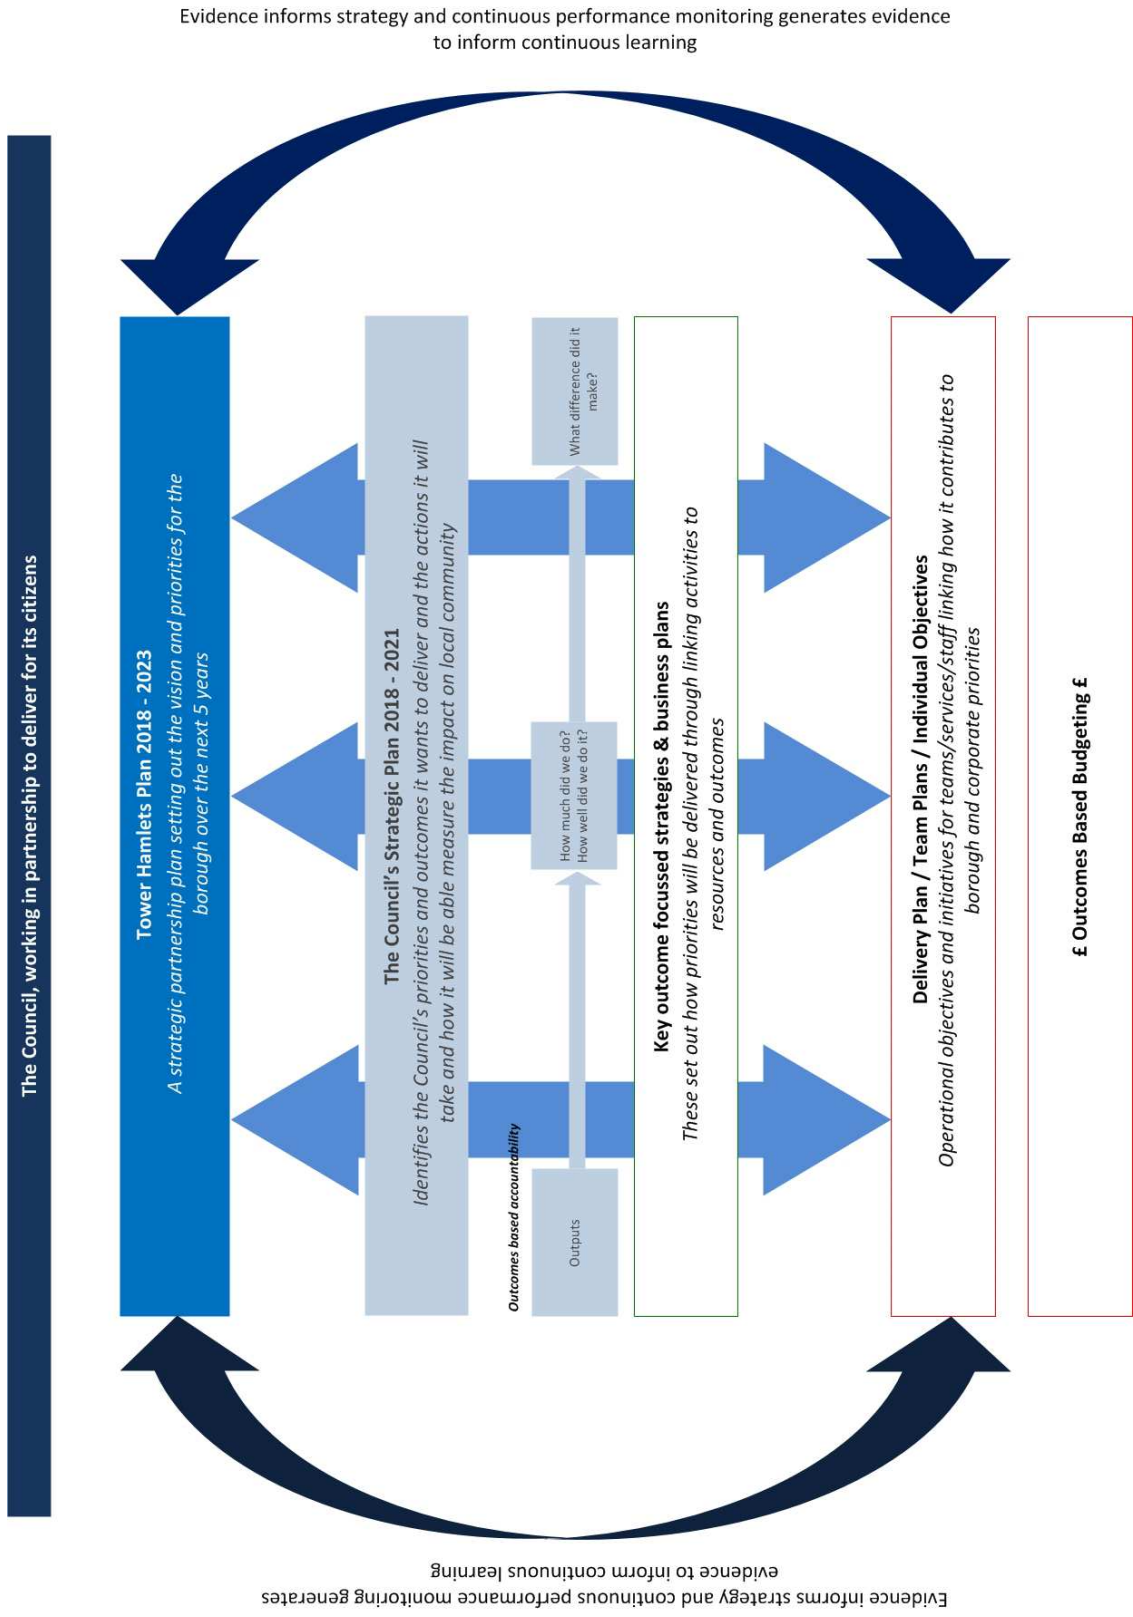 The Council, working in partnership to deliver for its citizens
Tower Hamlets Plan 2018 - 2023
A strategic partnership plan setting out the vision and priorities for the
borough over the next 5 years
The Council's Strategic Plan 2018 - 2021
Identifies the Council's priorities and outcomes it wants to deliver and the actions it will
take and how it will be able measure the impact on local community
Outcomes based accountability
Outputs
How much did we do?
How well did we do it?
What difference did it
make?
Key outcome focussed strategies & business plans
These set out how priorities will be delivered through linking activities to
resources and outcomes
Delivery Plan / Team Plans / Individual Objectives
Operational objectives and initiatives for teams/services/staff linking how it contributes to
borough and corporate priorities
£ Outcomes Based Budgeting £
Evidence informs strategy and continuous performance monitoring generates
evidence to inform continuous learning
Evidence informs strategy and continuous performance monitoring generates evidence
to inform continuous learning